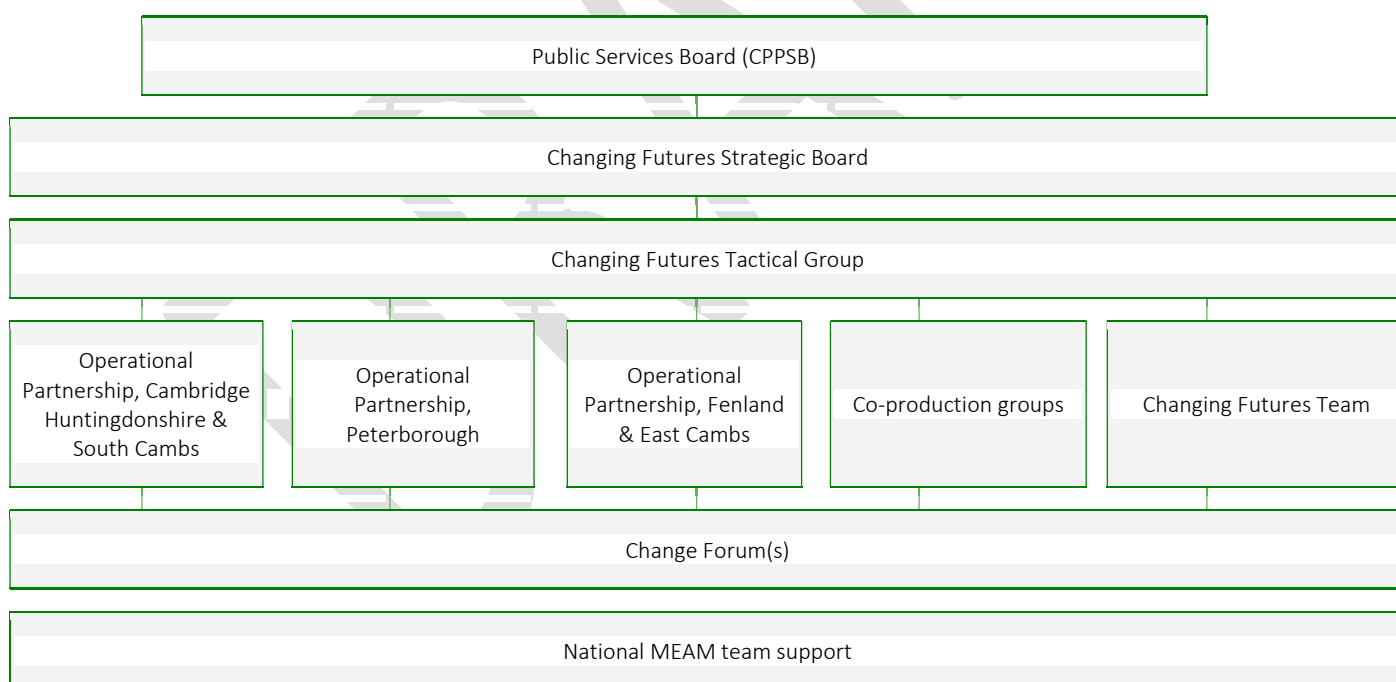 Public Services Board (CPPSB)
Changing Futures Strategic Board
Changing Futures Tactical Group
Operational
Partnership, Cambridge
Huntingdonshire &
South Cambs
Operational
Partnership,
Peterborough
Operational
Partnership, Fenland
& East Cambs
Co-production groups
Changing Futures Team
Change Forum(s)
National MEAM team support